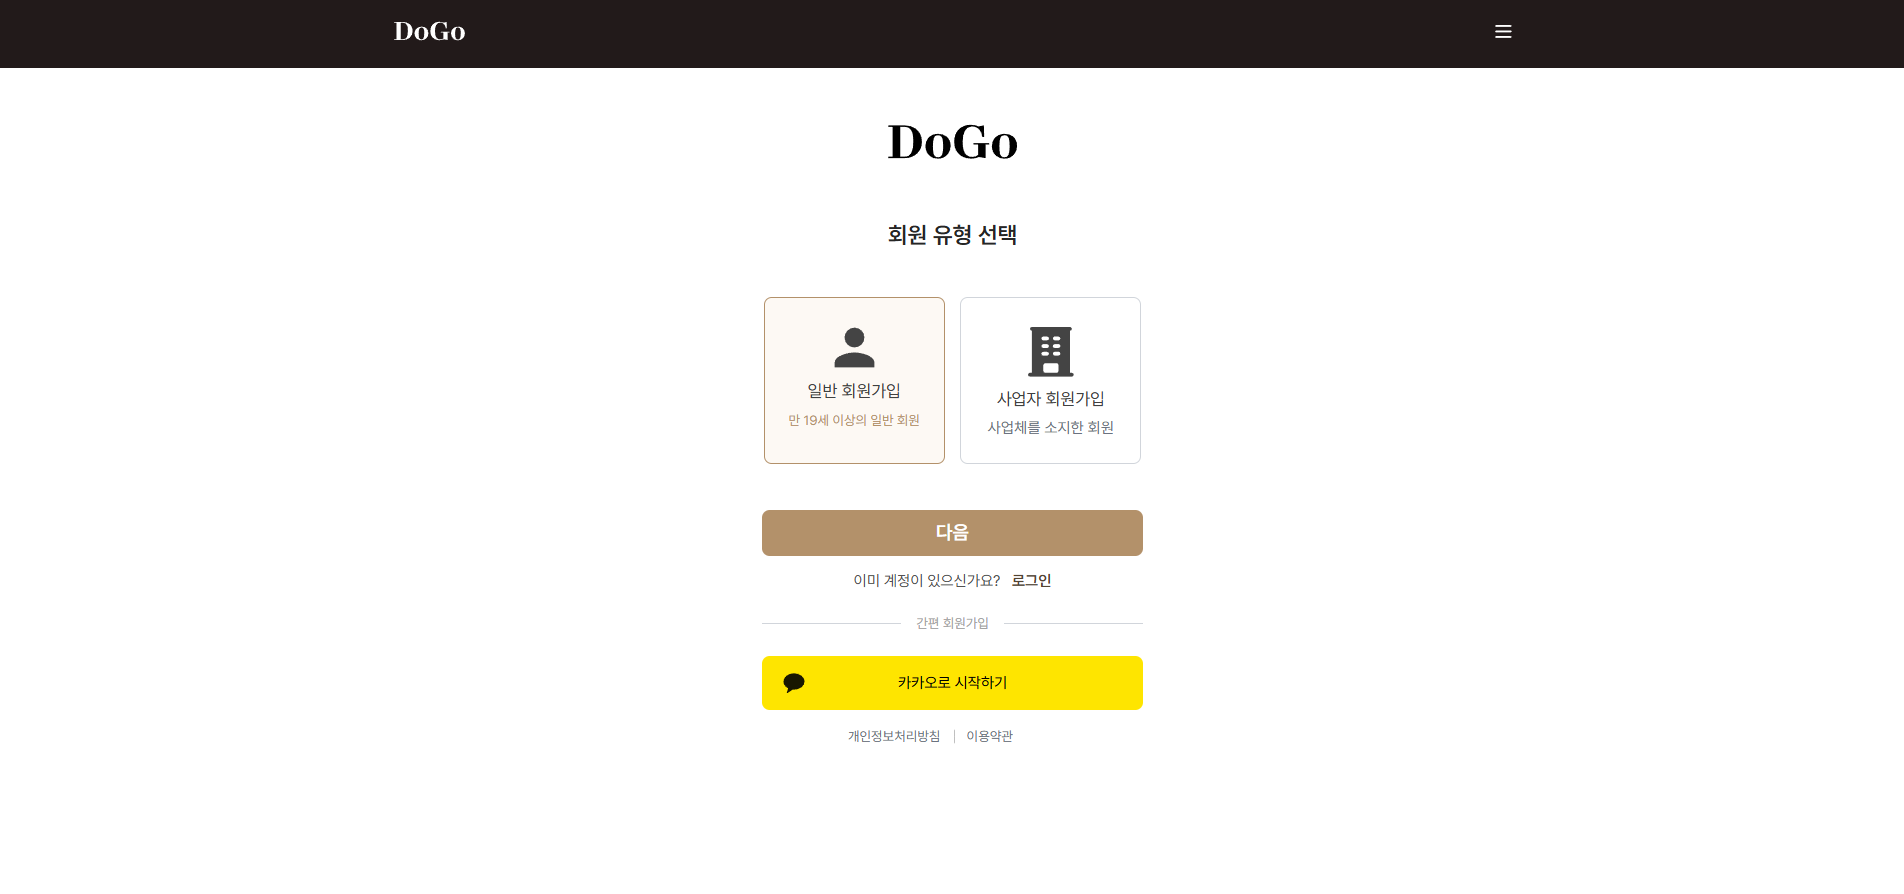 DoGo
DoGo
회원 유형 선택
일반 회원가입
만 19세 이상의 일반 회원
사업자 회원가입
사업체를 소지한 회원
다음
이미 계정이 있으신가요? 로그인
간편 회원가입
카카오로 시작하기
개인정보처리방침 | 이용약관